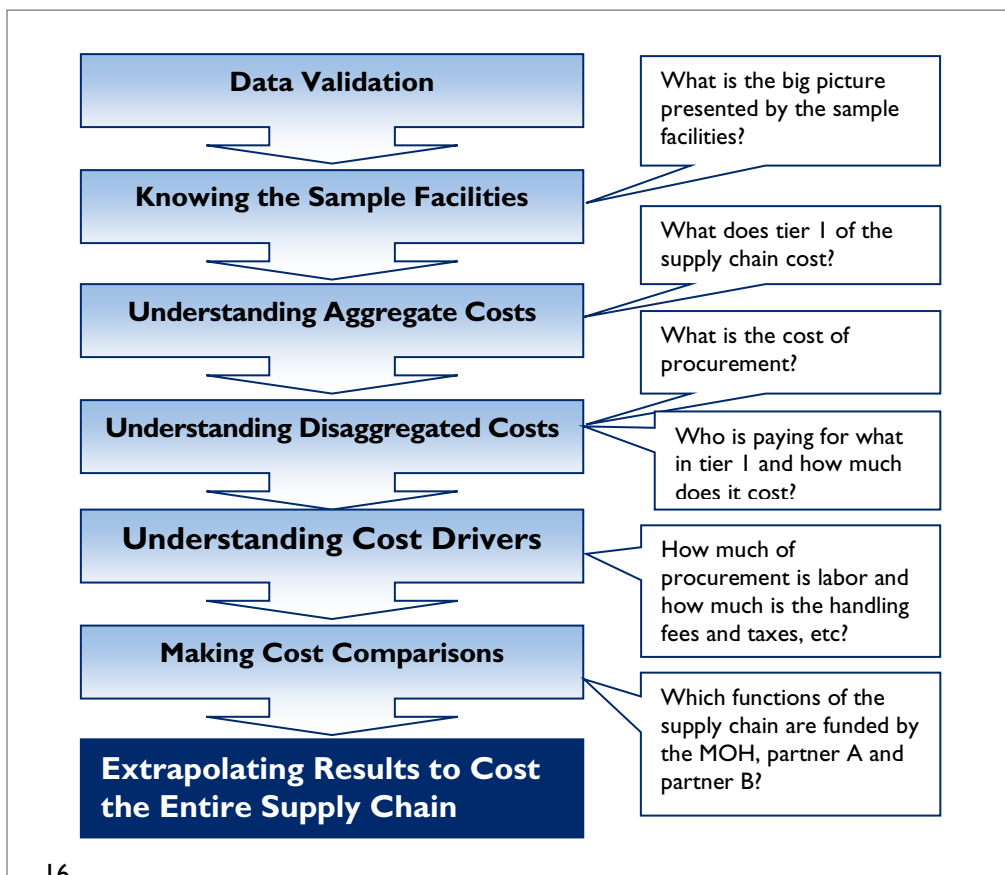 Data Validation
What is the big picture
presented by the sample
facilities?
Knowing the Sample Facilities
What does tier 1 of the
supply chain cost?
Understanding Aggregate Costs
What is the cost of
procurement?
Understanding Disaggregated Costs
Who is paying for what
in tier 1 and how much
does it cost?
Understanding Cost Drivers
How much of
procurement is labor and
how much is the handling
fees and taxes, etc?
Making Cost Comparisons
Which functions of the
supply chain are funded by
the MOH, partner A and
partner B?
Extrapolating Results to Cost
the Entire Supply Chain
16